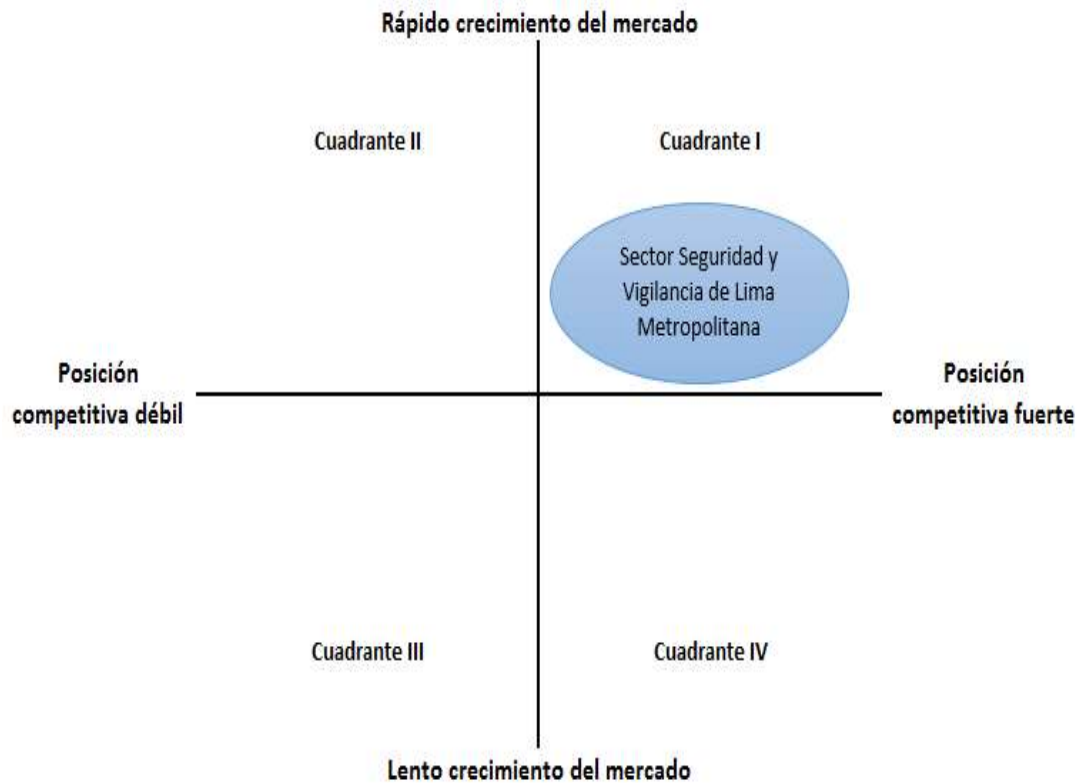 Rápido crecimiento del mercado
Cuadrante II
Cuadrante I
Sector Seguridad y
Vigilancia de Lima
Metropolitana
Posición
competitiva débil
Posición
competitiva fuerte
Cuadrante III
Cuadrante IV
Lento crecimiento del mercado